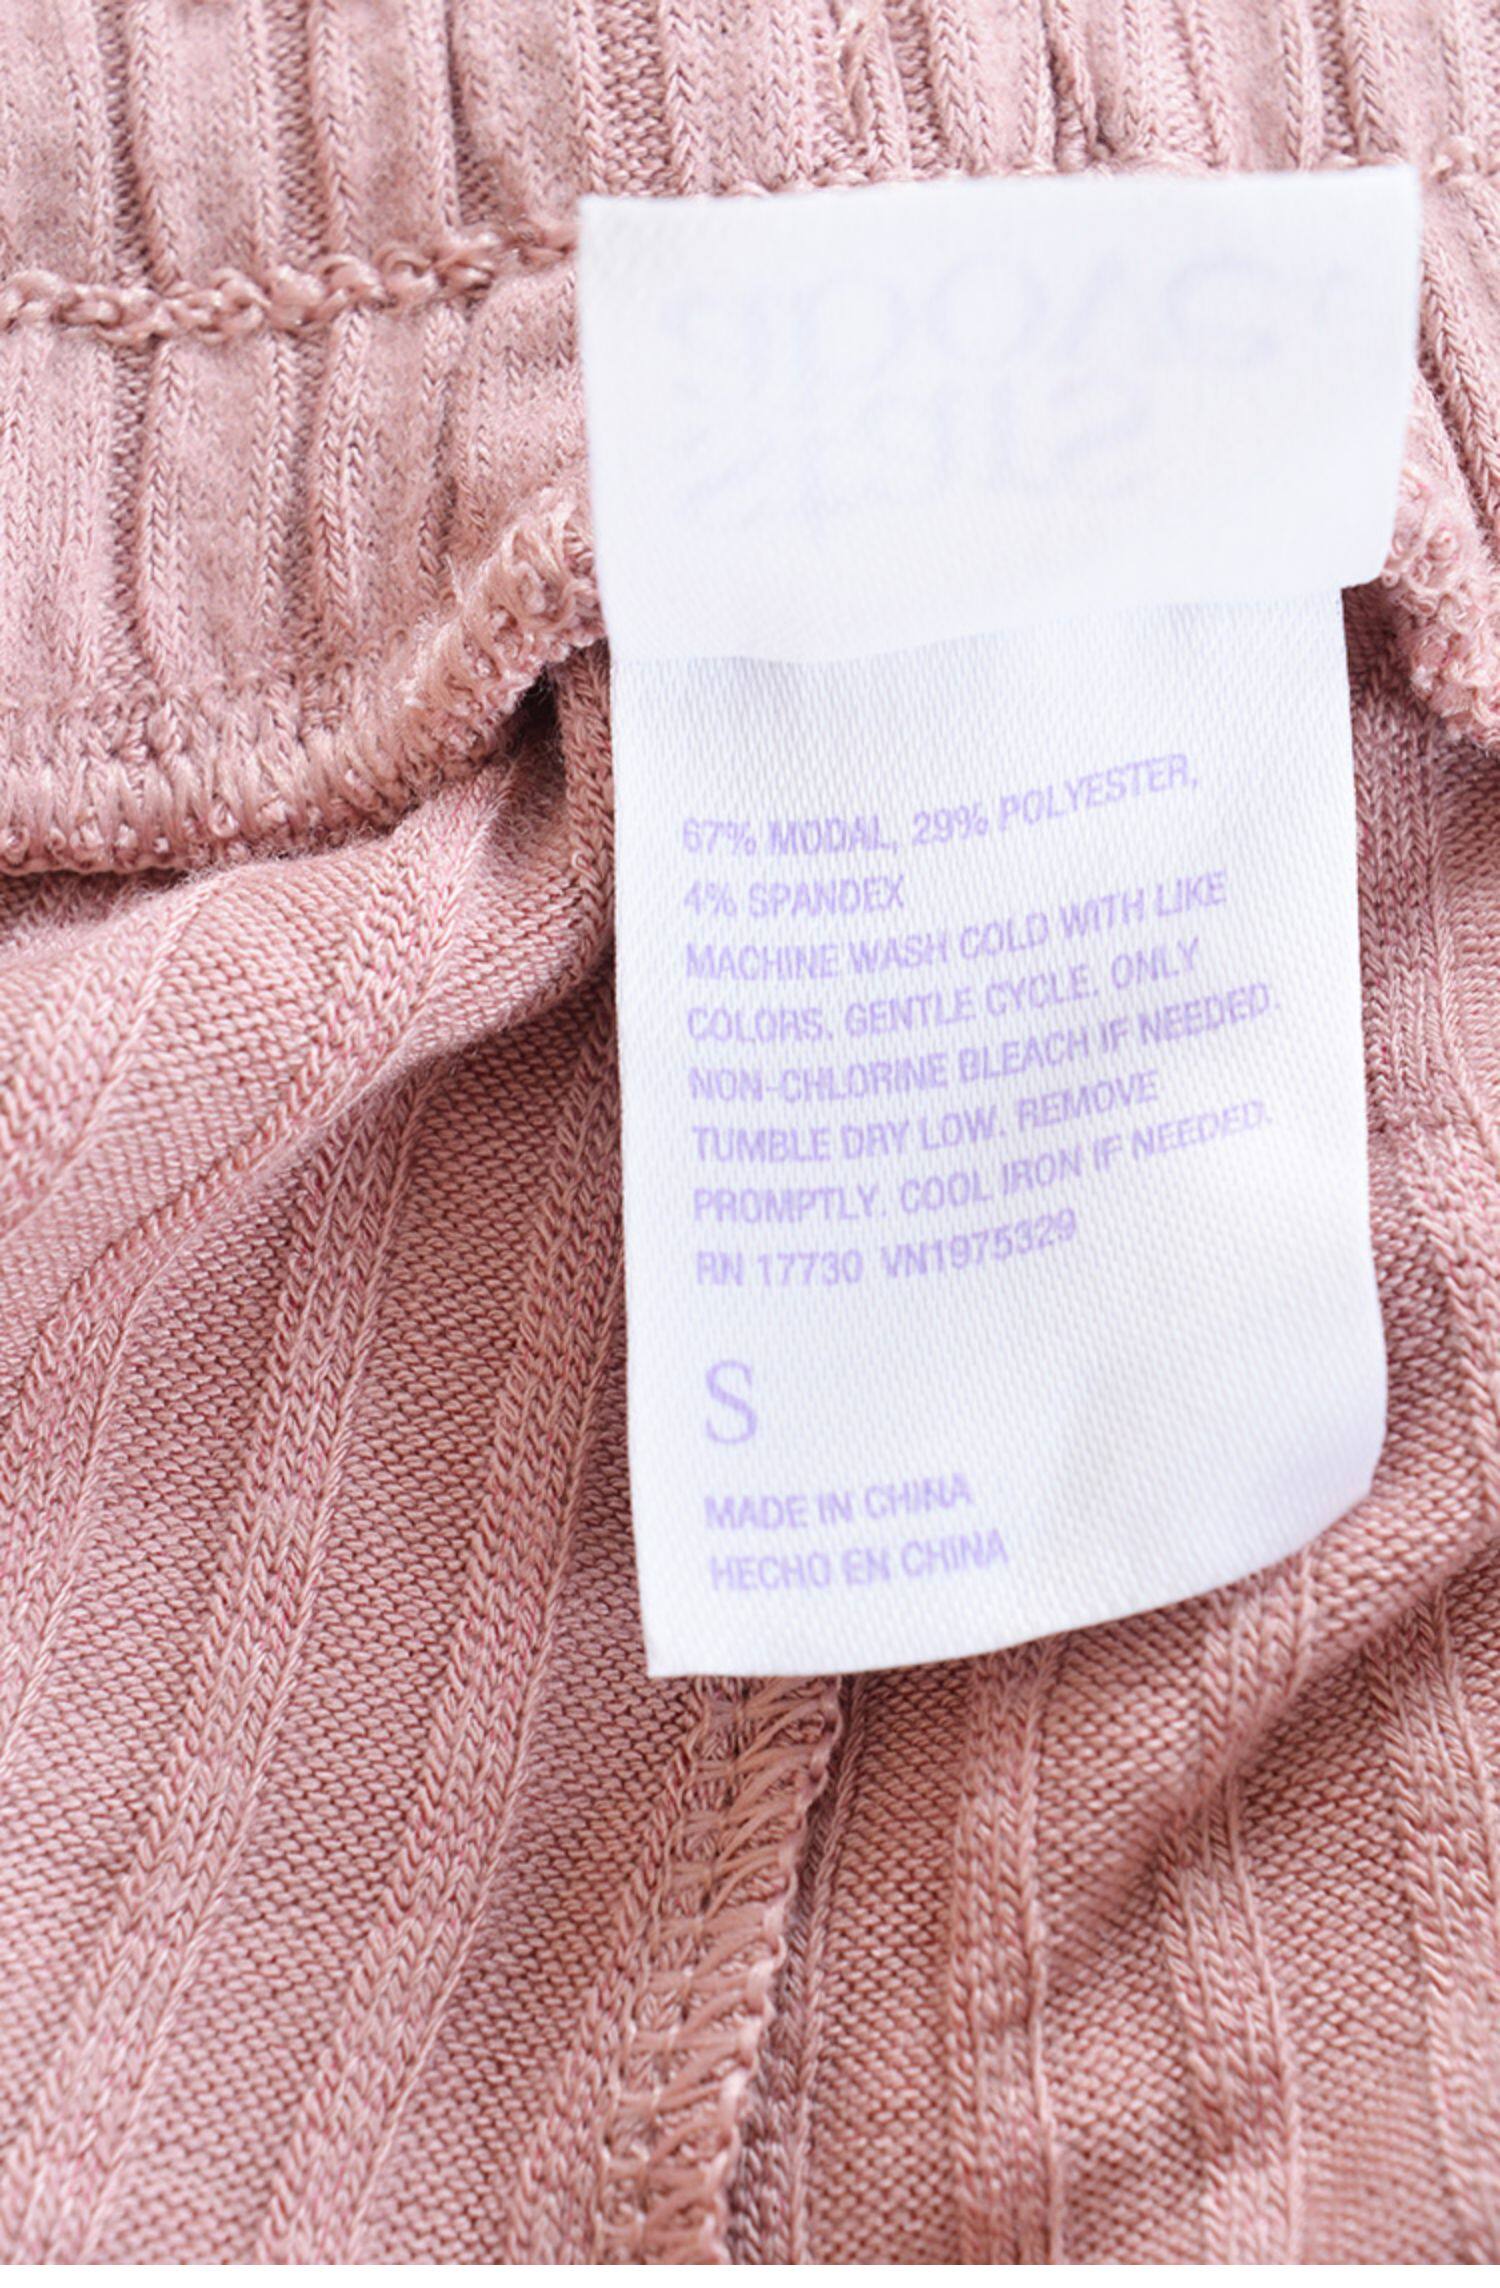 67% MODAL, 29% POLYESTER,
4% SPANDEX
MACHINE WASH COLD WITH LIKE
COLORS. GENTLE CYCLE. ONLY
NON-CHLORINE BLEACH IF NEEDED.
TUMBLE DRY LOW. REMOVE
PROMPTLY. COOL IRON IF NEEDED.
RN 17730 VN1975329
S
MADE IN CHINA
HECHO EN CHINA